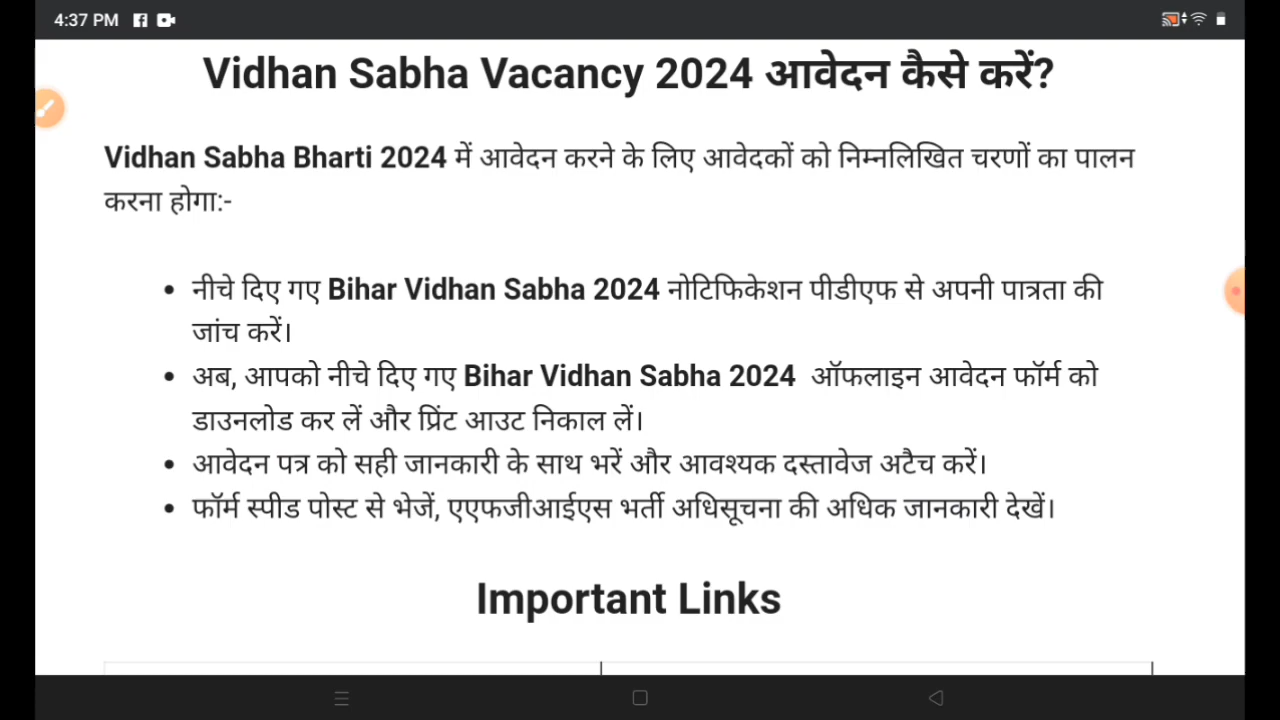 4:37 PM
Vidhan Sabha Vacancy 2024 आवेदन कैसे करें?
Vidhan Sabha Bharti 2024 में आवेदन करने के लिए आवेदकों को निम्नलिखित चरणों का पालन
करना होगा:-
• नीचे दिए गए Bihar Vidhan Sabha 2024 नोटिफिकेशन पीडीएफ से अपनी पात्रता की
जांच करें।
• अब, आपको नीचे दिए गए Bihar Vidhan Sabha 2024 ऑफलाइन आवेदन फॉर्म को
डाउनलोड कर लें और प्रिंट आउट निकाल लें।
• आवेदन पत्र को सही जानकारी के साथ भरें और आवश्यक दस्तावेज अटैच करें।
• फॉर्म स्पीड पोस्ट से भेजें, एएफजीआईएस भर्ती अधिसूचना की अधिक जानकारी देखें।
Important Links